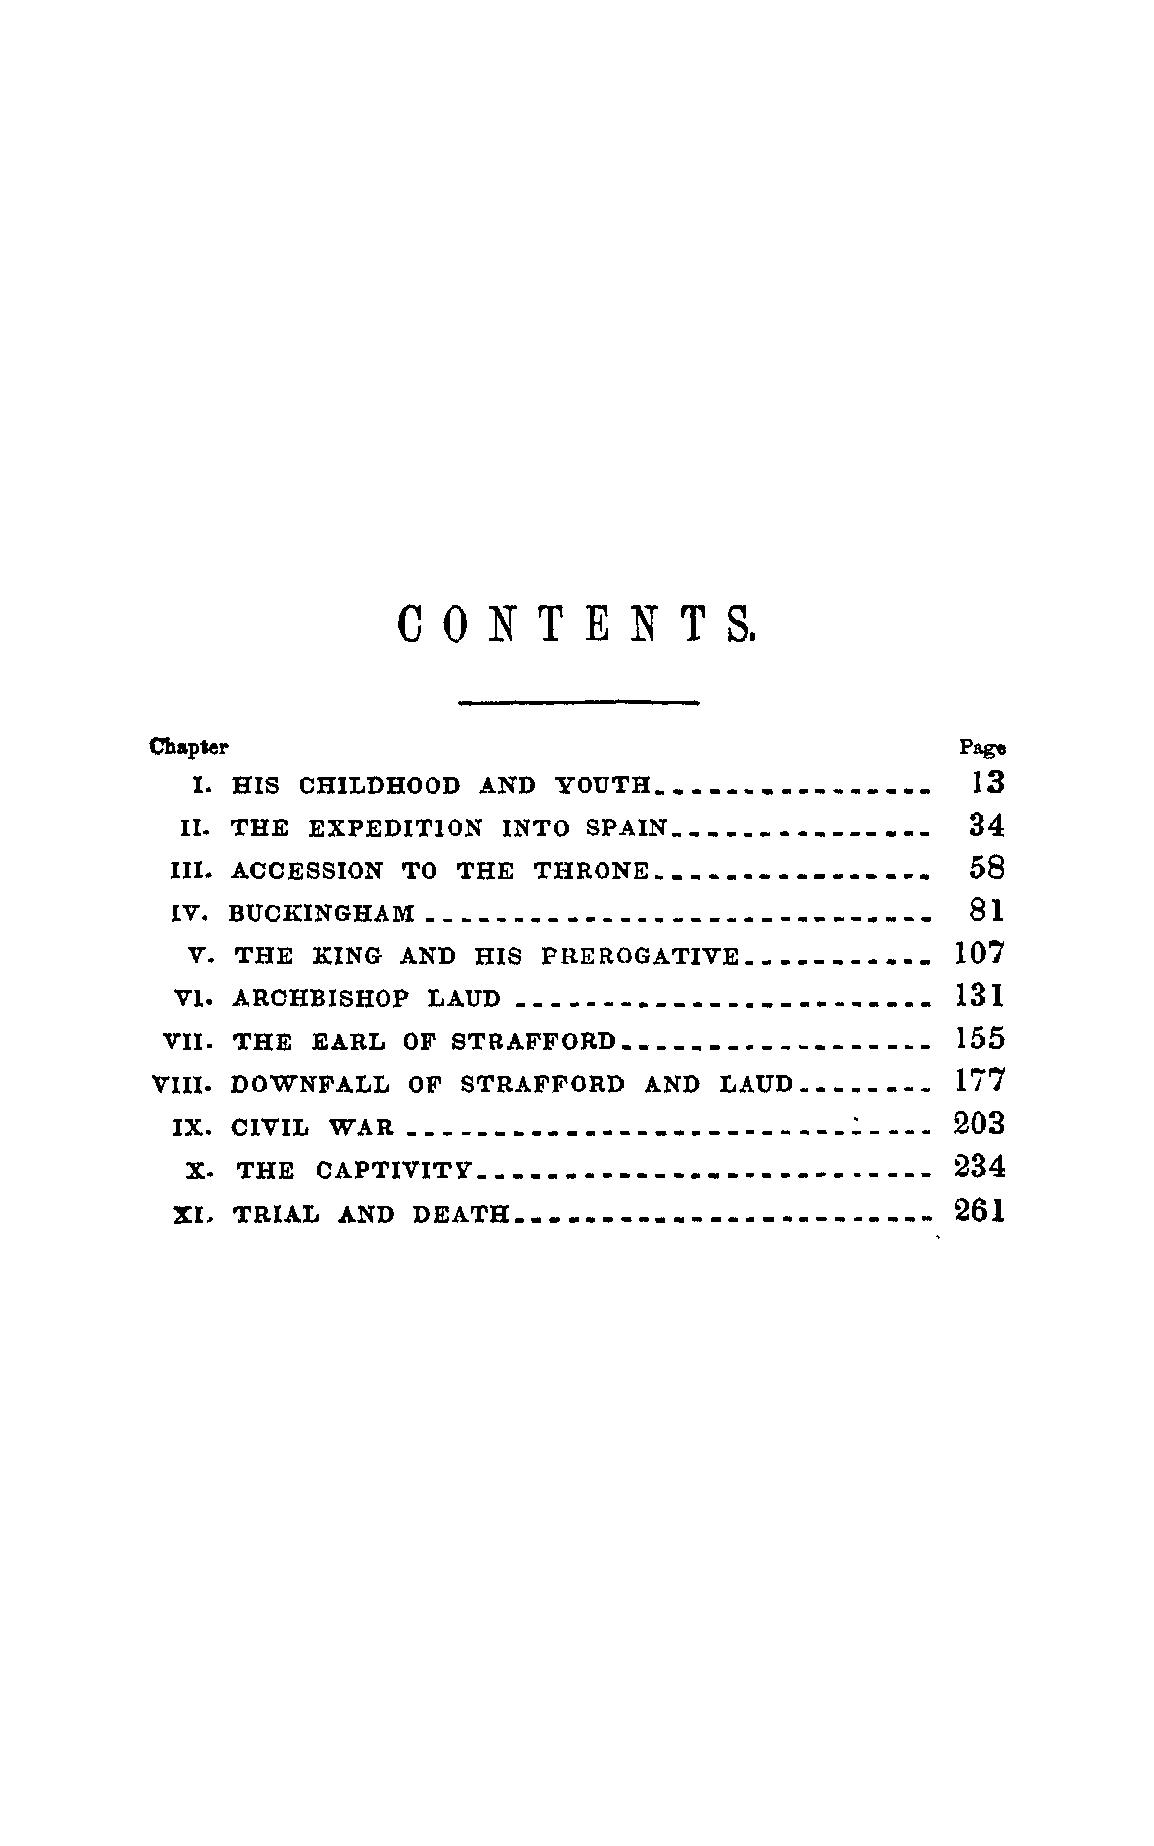 CONTENTS.
Chapter Page
I. HIS CHILDHOOD AND YOUTH 13
II. THE EXPEDITION INTO SPAIN 34
III. ACCESSION TO THE THRONE 58
IV. BUCKINGHAM 81
V. THE KING AND HIS PREROGATIVE 107
VI. ARCHBISHOP LAUD 131
VII. THE EARL OF STRAFFORD 155
VIII. DOWNFALL OF STRAFFORD AND LAUD 177
IX. CIVIL WAR 203
X. THE CAPTIVITY 234
XI. TRIAL AND DEATH 261